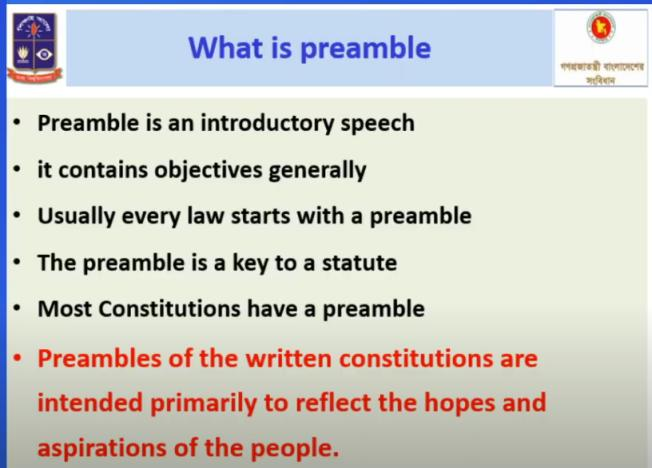 What is preamble
গণপ্রজাতন্ত্রী বাংলাদেশের
সংবিধান
• Preamble is an introductory speech
• it contains objectives generally
• Usually every law starts with a preamble
• The preamble is a key to a statute
• Most Constitutions have a preamble
• Preambles of the written constitutions are
intended primarily to reflect the hopes and
aspirations of the people.